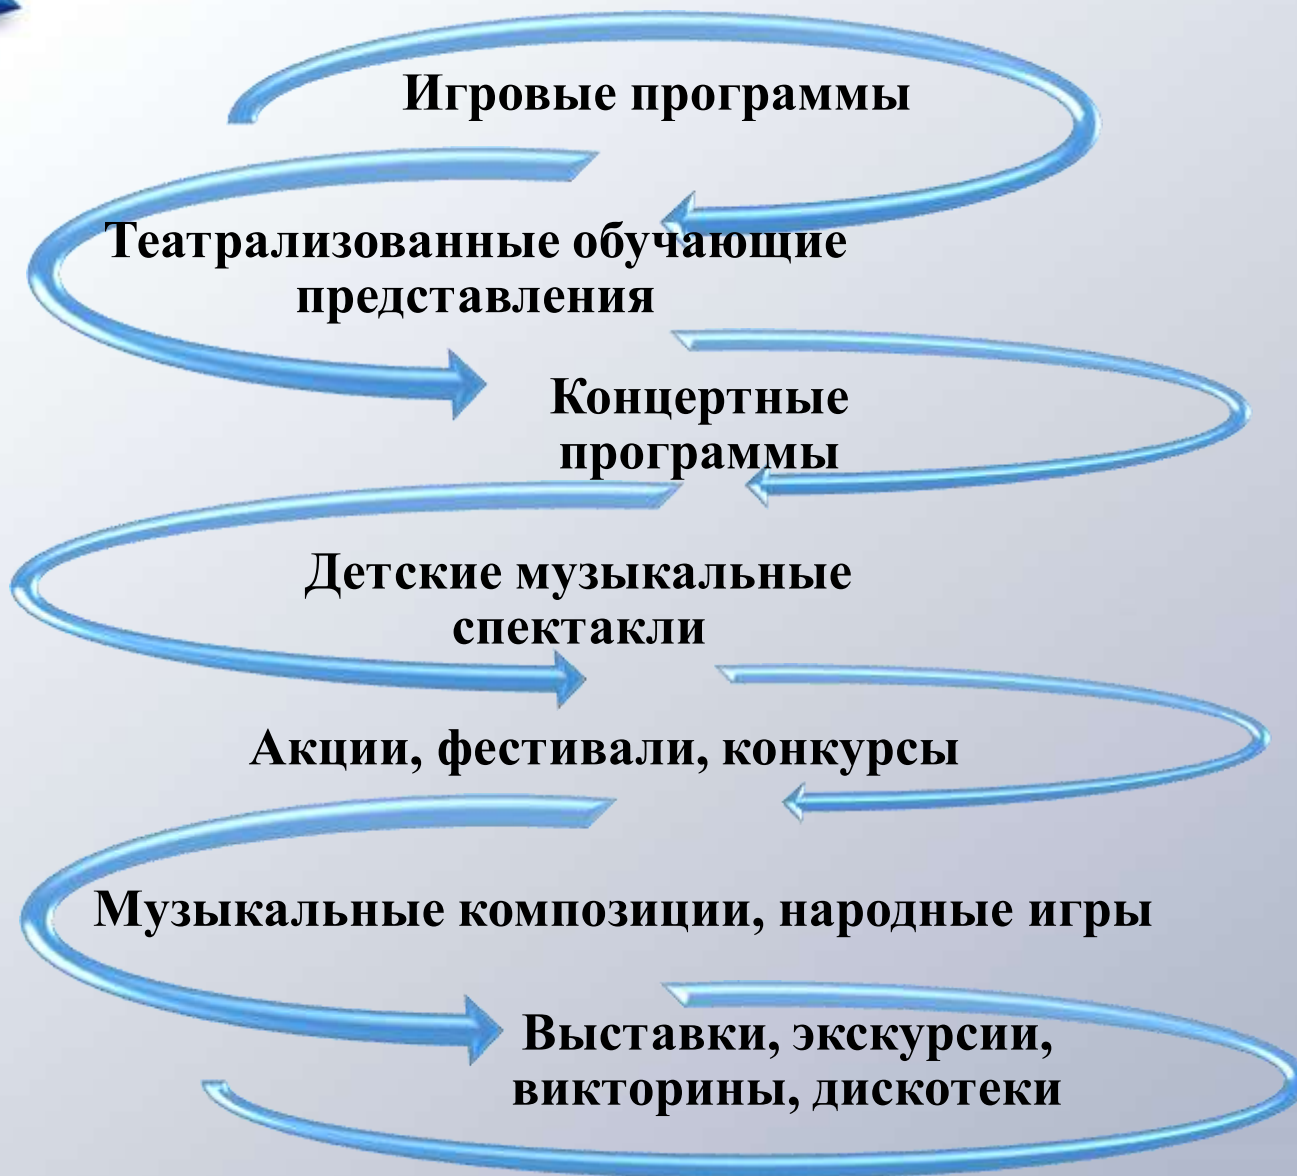 Игровые программы
Театрализованные обучающие
представления
Концертные
программы
Детские музыкальные
спектакли
Акции, фестивали, конкурсы
Музыкальные композиции, народные игры
Выставки, экскурсии,
викторины, дискотеки